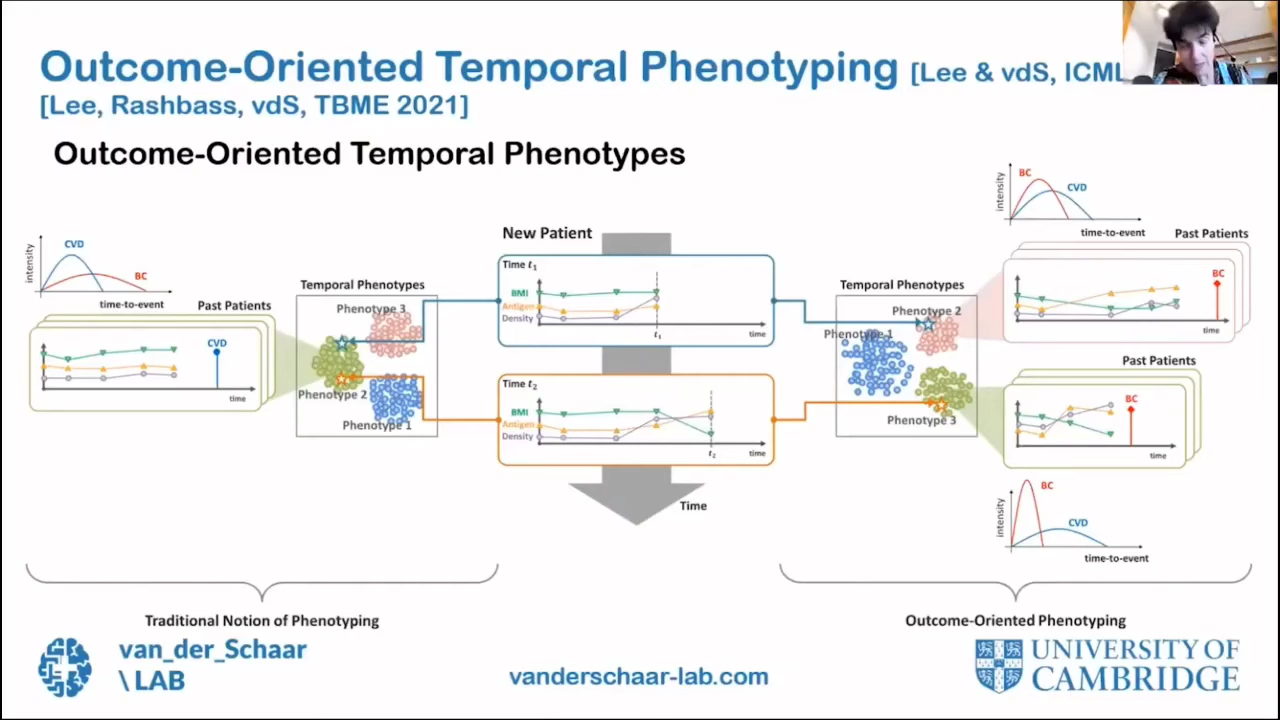 Outcome-Oriented Temporal Phenotyping [Lee & vdS, ICML
[Lee, Rashbass, vdS, TBME 2021]
Outcome-Oriented Temporal Phenotypes
intensity
CVD
BC
time-to-event
Past Patients
CVD
time
Temporal Phenotypes
Phenotype 3
Phenotype 2
Phenotype 1
New Patient
Time t1
BMI
Antigen
Density
t1
time
Time t2
BMI
Antigen
Density
t2
time
Time
Temporal Phenotypes
Phenotype 2
Phenotype 1
Phenotype 3
intensity
BC
CVD
time-to-event
Past Patients
BC
time
Past Patients
BC
time
intensity
BC
CVD
time-to-event
Traditional Notion of Phenotyping
Outcome-Oriented Phenotyping
van_der_Schaar
\ LAB
vanderschaar-lab.com
UNIVERSITY OF
CAMBRIDGE